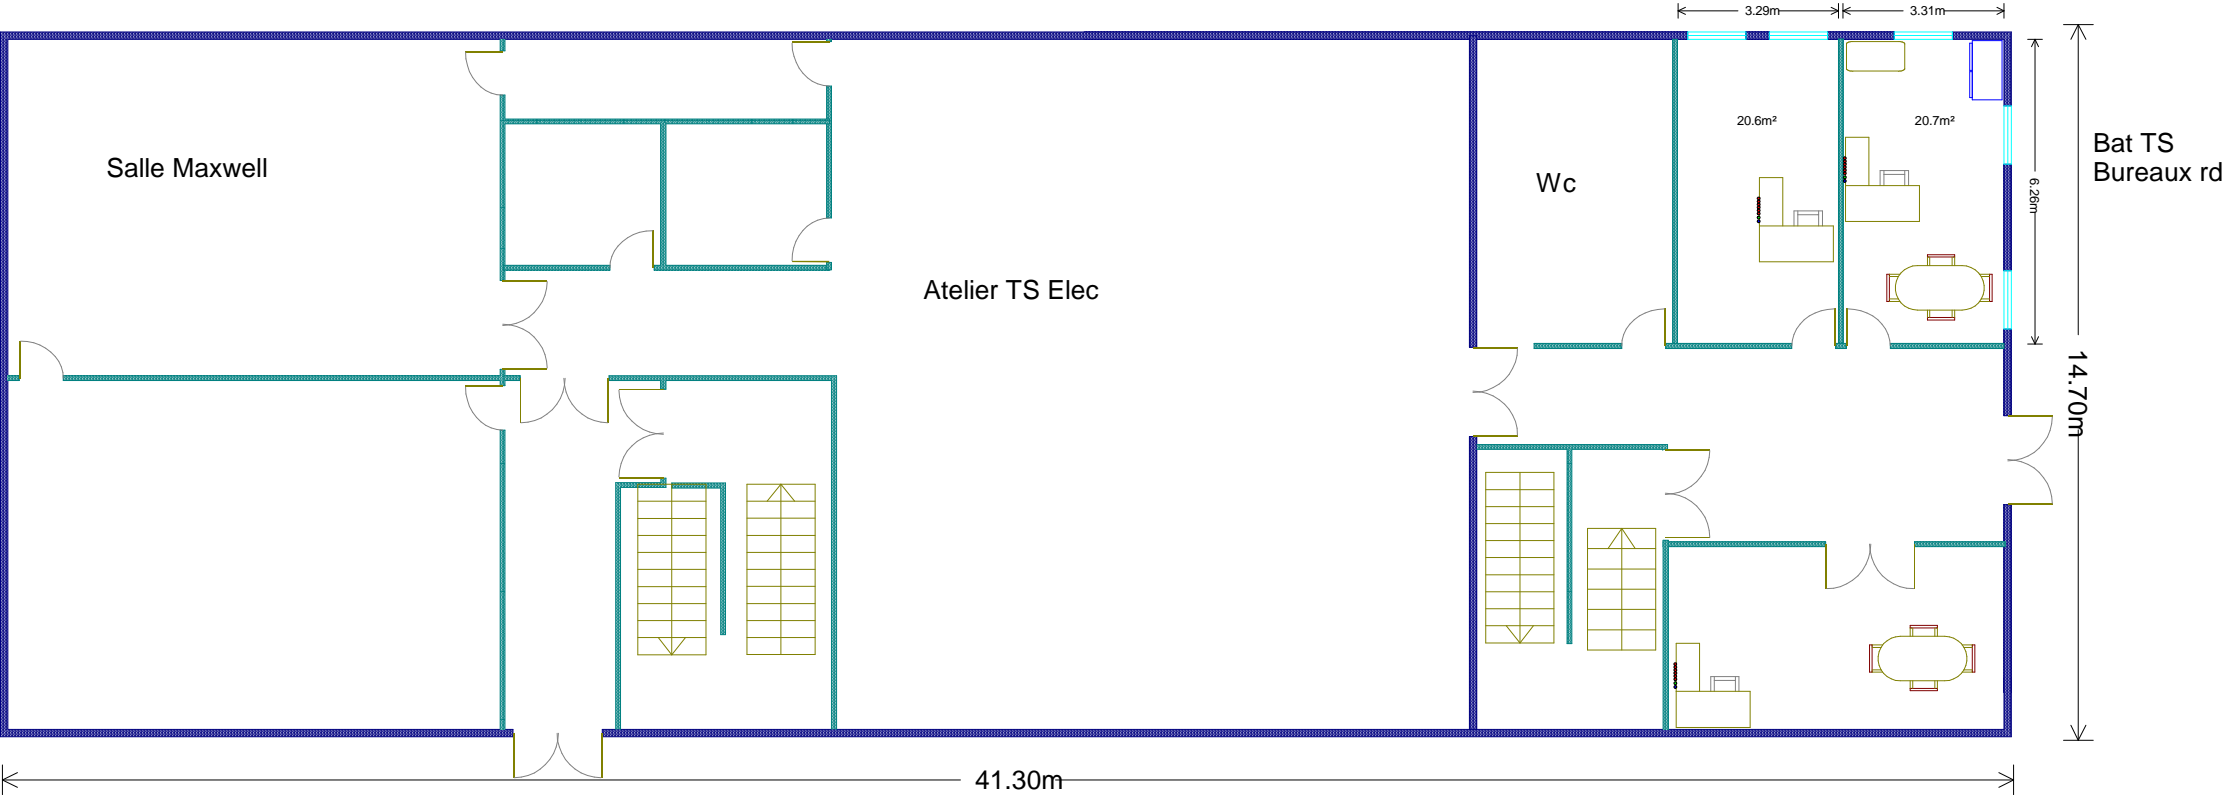 3.29m
3.31m
20.6m²
20.7m²
Bat TS
Bureaux rd
Salle Maxwell
Wc
6.26m
Atelier TS Elec
14.70m
41.30m